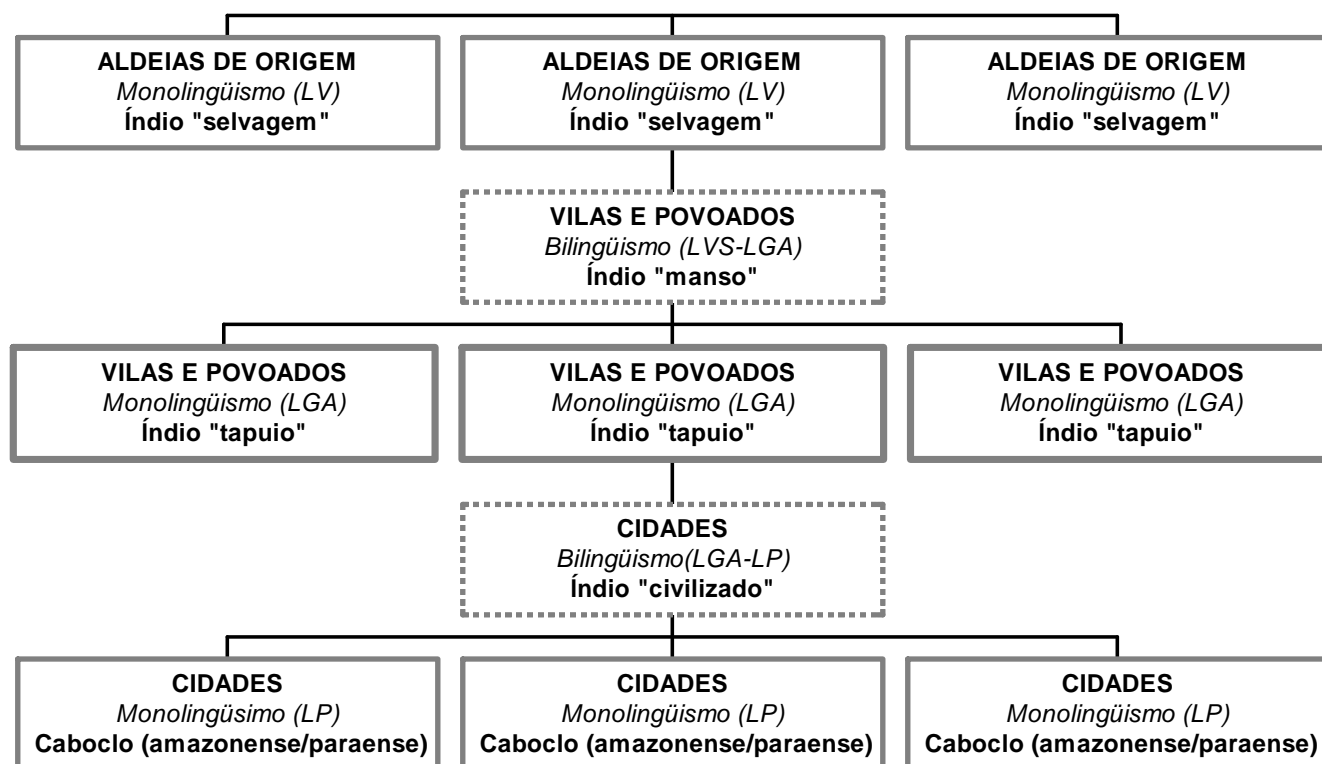 ALDEIAS DE ORIGEM
Monolingüismo (LV)
Índio "selvagem"
ALDEIAS DE ORIGEM
Monolingüismo (LV)
Índio "selvagem"
ALDEIAS DE ORIGEM
Monolingüismo (LV)
Índio "selvagem"
VILAS E POVOADOS
Bilingüismo (LVS-LGA)
Índio "manso"
VILAS E POVOADOS
Monolingüismo (LGA)
Índio "tapuio"
VILAS E POVOADOS
Monolingüismo (LGA)
Índio "tapuio"
VILAS E POVOADOS
Monolingüismo (LGA)
Índio "tapuio"
CIDADES
Bilingüismo(LGA-LP)
Índio "civilizado"
CIDADES
Monolingüsimo (LP)
Caboclo (amazonense/paraense)
CIDADES
Monolingüismo (LP)
Caboclo (amazonense/paraense)
CIDADES
Monolingüismo (LP)
Caboclo (amazonense/paraense)